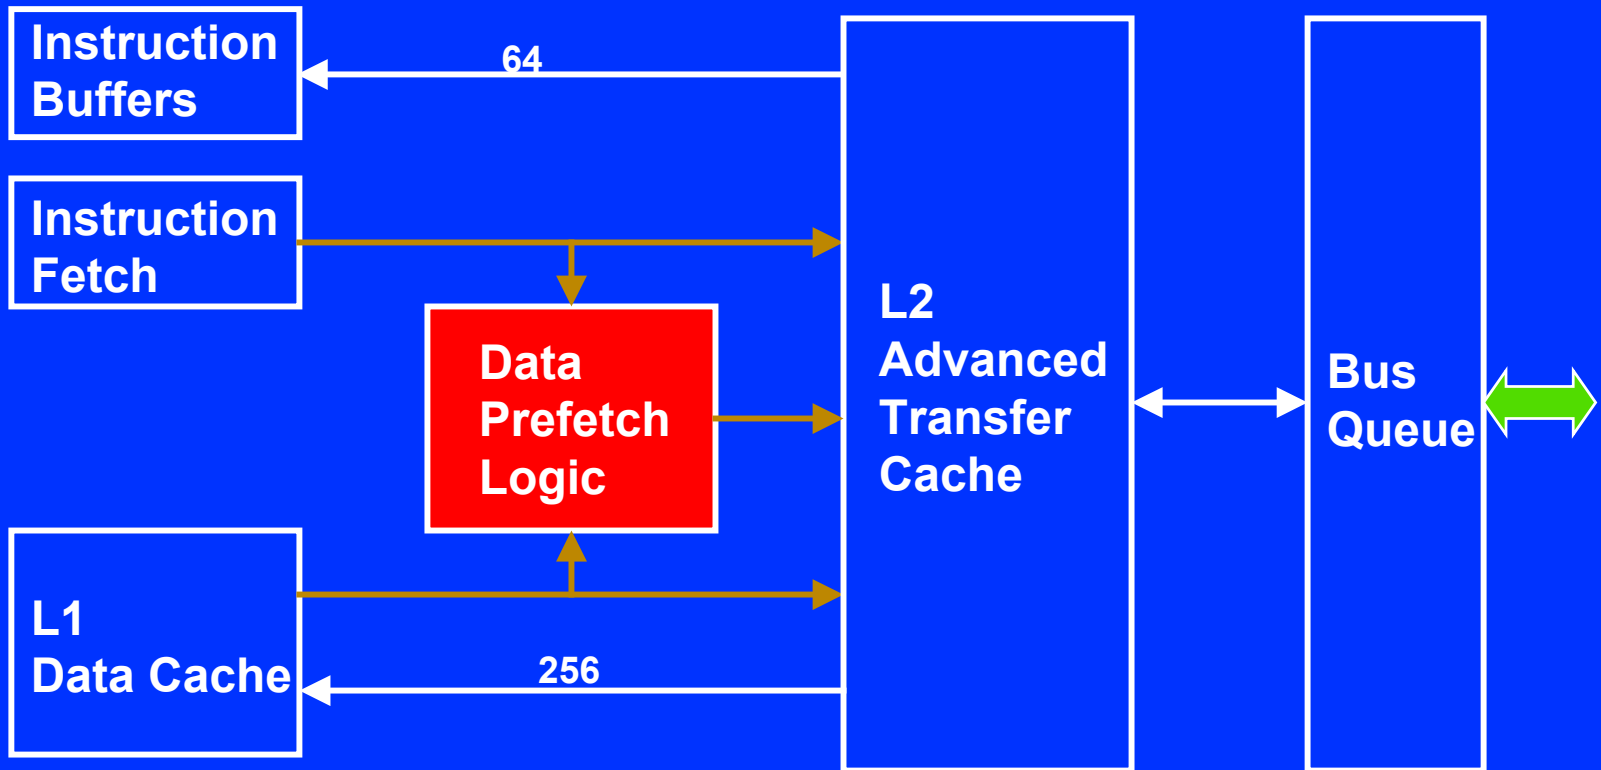 Instruction
Buffers
64
Instruction
Fetch
Data
Prefetch
Logic
L1
Data Cache
256
L2
Advanced
Transfer
Cache
Bus
Queue